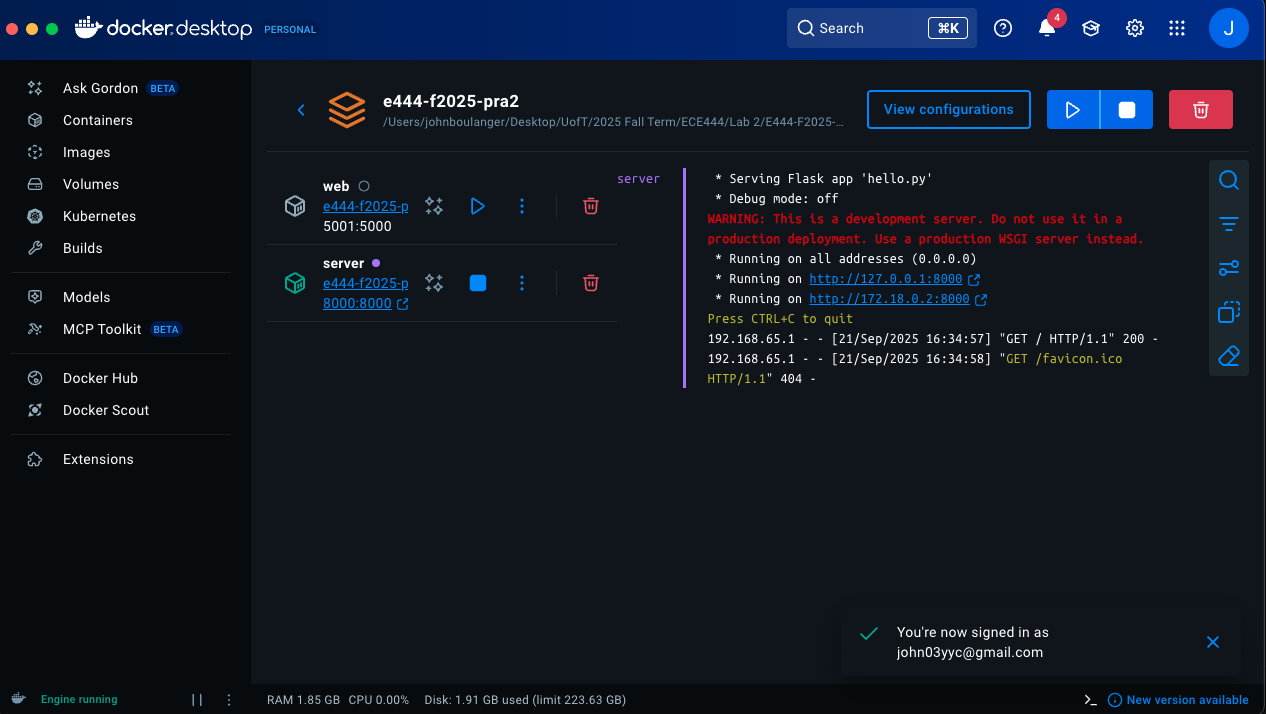 docker.desktop PERSONAL
Search ⌘K
4
J
Ask Gordon BETA
Containers
Images
Volumes
Kubernetes
Builds
Models
MCP Toolkit BETA
Docker Hub
Docker Scout
Extensions
e444-f2025-pra2
/Users/johnboulanger/Desktop/UofT/2025 Fall Term/ECE444/Lab 2/E444-F2025-…
View configurations
web
e444-f2025-p
5001:5000
server
e444-f2025-p
8000:8000
server
* Serving Flask app 'hello.py'
* Debug mode: off
WARNING: This is a development server. Do not use it in a
production deployment. Use a production WSGI server instead.
* Running on all addresses (0.0.0.0)
* Running on http://127.0.0.1:8000
* Running on http://172.18.0.2:8000
Press CTRL+C to quit
192.168.65.1 - - [21/Sep/2025 16:34:57] "GET / HTTP/1.1" 200 -
192.168.65.1 - - [21/Sep/2025 16:34:58] "GET /favicon.ico
HTTP/1.1" 404 -
You're now signed in as
john03yyc@gmail.com
Engine running
RAM 1.85 GB CPU 0.00% Disk: 1.91 GB used (limit 223.63 GB)
New version available